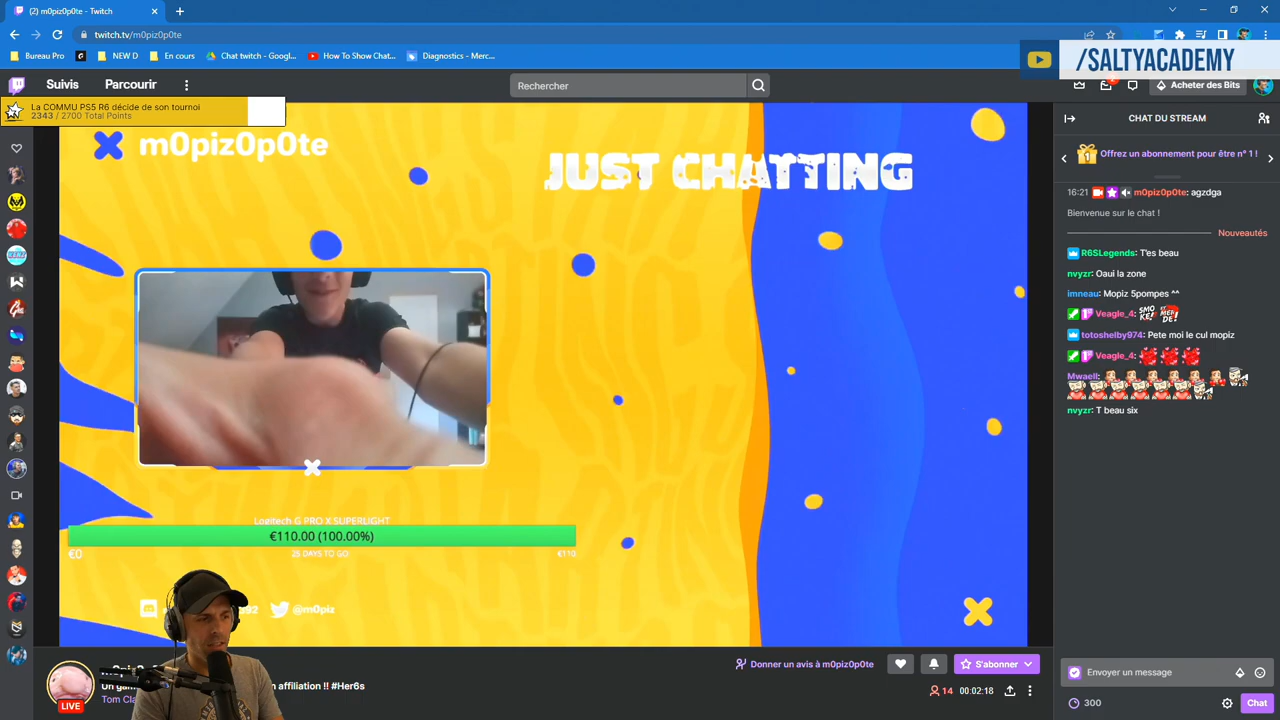 (2) m0piz0p0te - Twitch
twitch.tv/m0piz0p0te
Bureau Pro
NEW D
En cours
Chat twitch - Googl...
How To Show Chat...
Diagnostics - Merc...
/SALTYACADEMY
Suivis
Parcourir
Rechercher
Acheter des Bits
La COMMU PS5 R6 décide de son tournoi
2343 / 2700 Total Points
CHAT DU STREAM
m0piz0p0te
JUST CHATTING
Offrez un abonnement pour être n° 1 !
16:21 m0piz0p0te: agzdga
Bienvenue sur le chat !
Nouveautés
R6SLegends: T'es beau
nvyzr: Oaui la zone
imneau: Mopiz 5pompes ^^
Veagle_4:
totoshelby974: Pete moi le cul mopiz
Veagle_4:
Mwaell:
nvyzr: T beau six
Logitech G PRO X SUPERLIGHT
€110.00 (100.00%)
€0
25 DAYS TO GO
€110
@m0piz
Donner un avis à m0piz0p0te
S'abonner
Envoyer un message
Un gam
n affiliation !! #Her6s
LIVE
Tom Cla
14
00:02:18
300
Chat